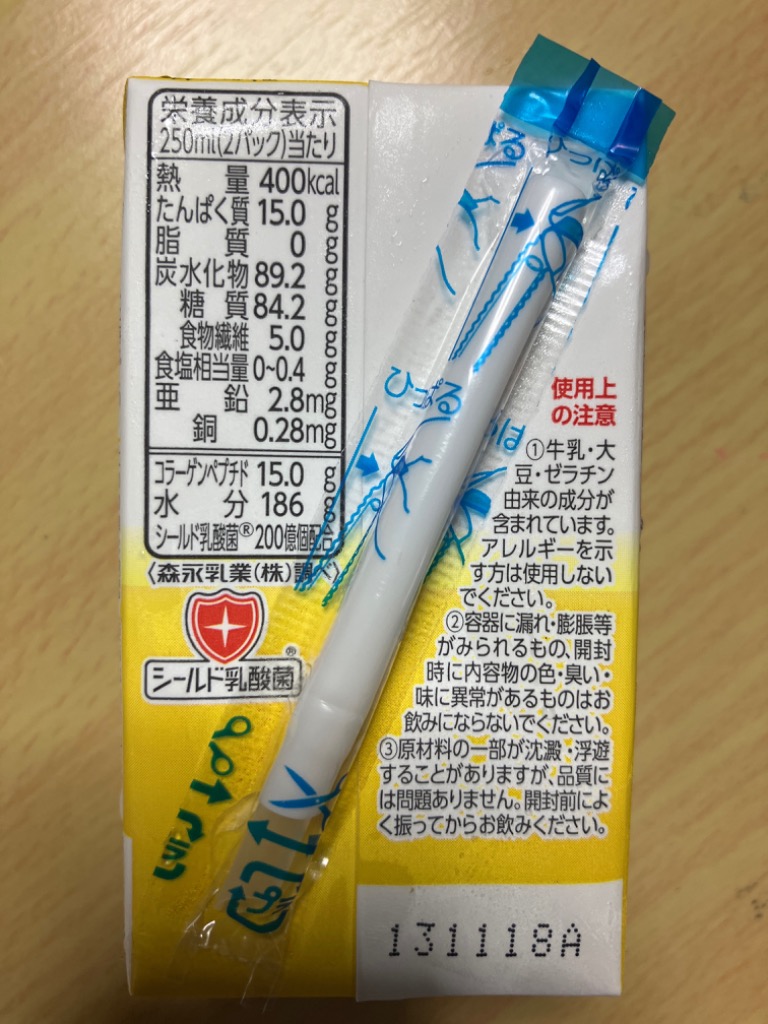 栄養成分表示
250ml(2パック)当たり
熱量 400kcal
たんぱく質 15.0 g
脂質 0 g
炭水化物 89.2 g
糖質 84.2 g
食物繊維 5.0 g
食塩相当量 0~0.4 g
亜鉛 2.8mg
銅 0.28mg
コラーゲンペプチド 15.0 g
水分 186 g
シールド乳酸菌® 200億個配合
〈森永乳業(株)調べ〉
シールド乳酸菌®
ひっぱる
使用上
の注意
①牛乳・大
豆・ゼラチン
由来の成分が
含まれています。
アレルギーを示
す方は使用しない
でください。
②容器に漏れ・膨脹等
がみられるもの、開封
時に内容物の色・臭い・
味に異常があるものはお
飲みにならないでください。
③原材料の一部が沈澱・浮遊
することがありますが、品質に
は問題ありません。開封前によ
く振ってからお飲みください。
131118A